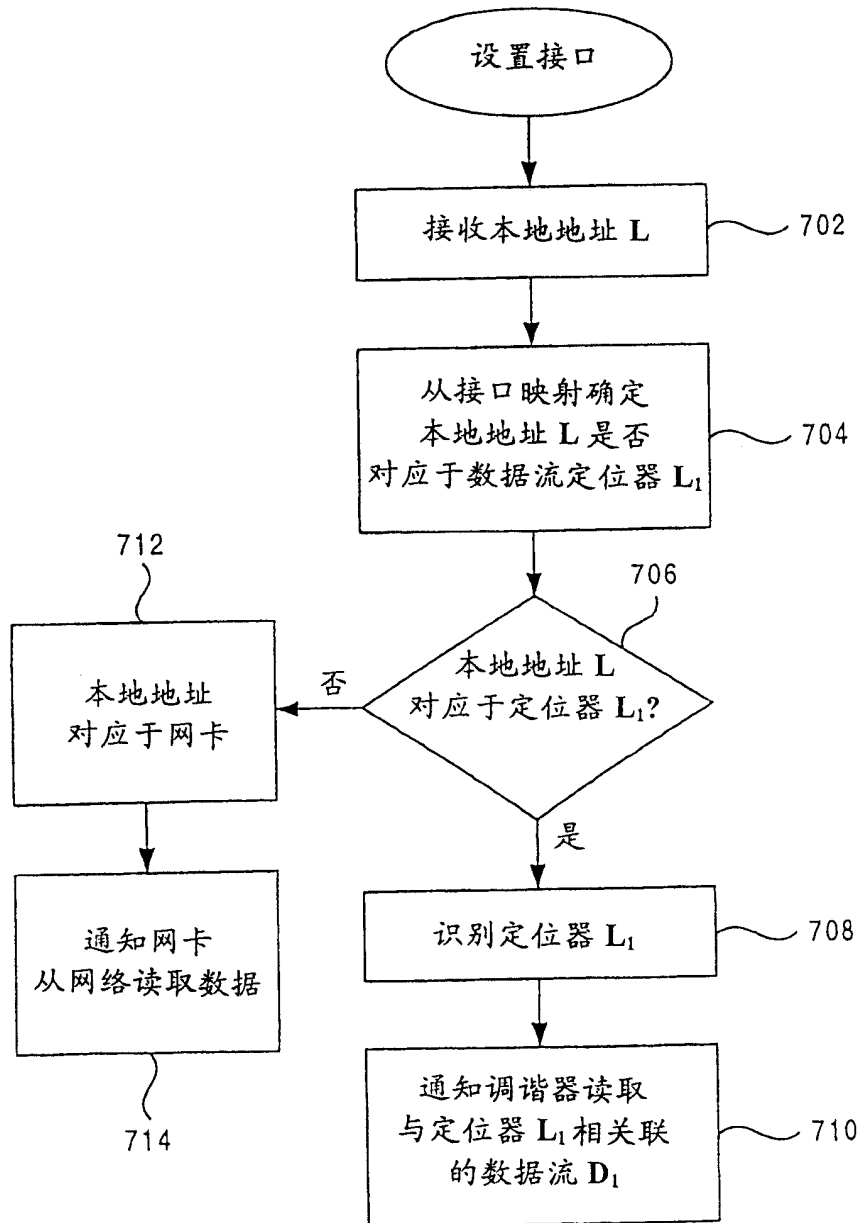 设置接口
接收本地地址 L
702
从接口映射确定
本地地址 L 是否
对应于数据流定位器 L₁
704
706
本地地址 L
对应于定位器 L₁?
否
是
712
本地地址
对应于网卡
通知网卡
从网络读取数据
714
识别定位器 L₁
708
通知调谐器读取
与定位器 L₁ 相关联
的数据流 D₁
710